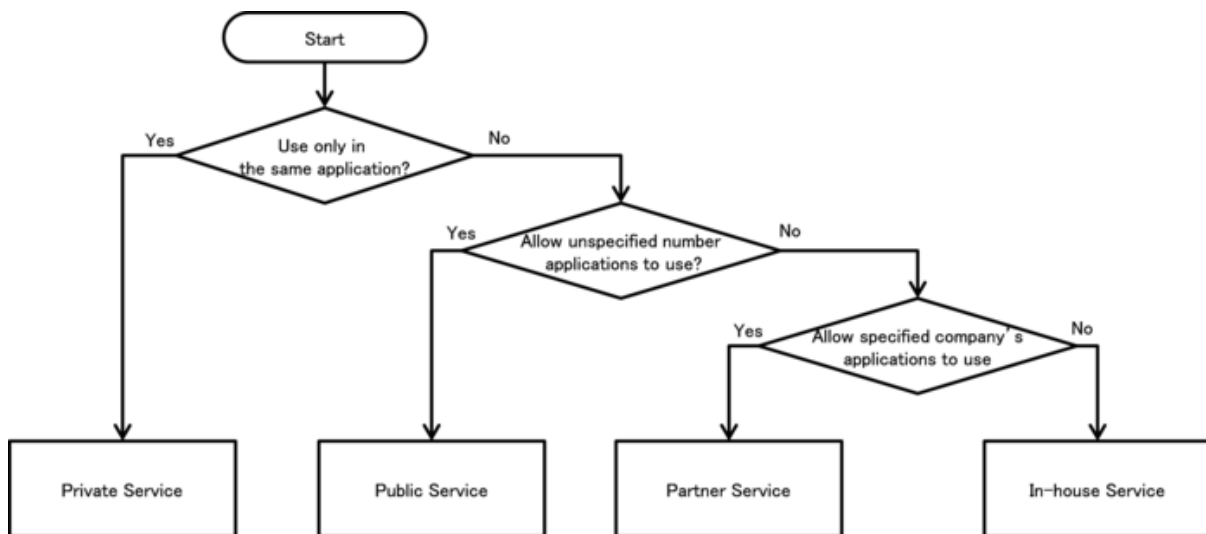 Start
Yes
No
Use only in
the same application?
Yes
No
Allow unspecified number
applications to use?
Yes
No
Allow specified company's
applications to use
Private Service
Public Service
Partner Service
In-house Service